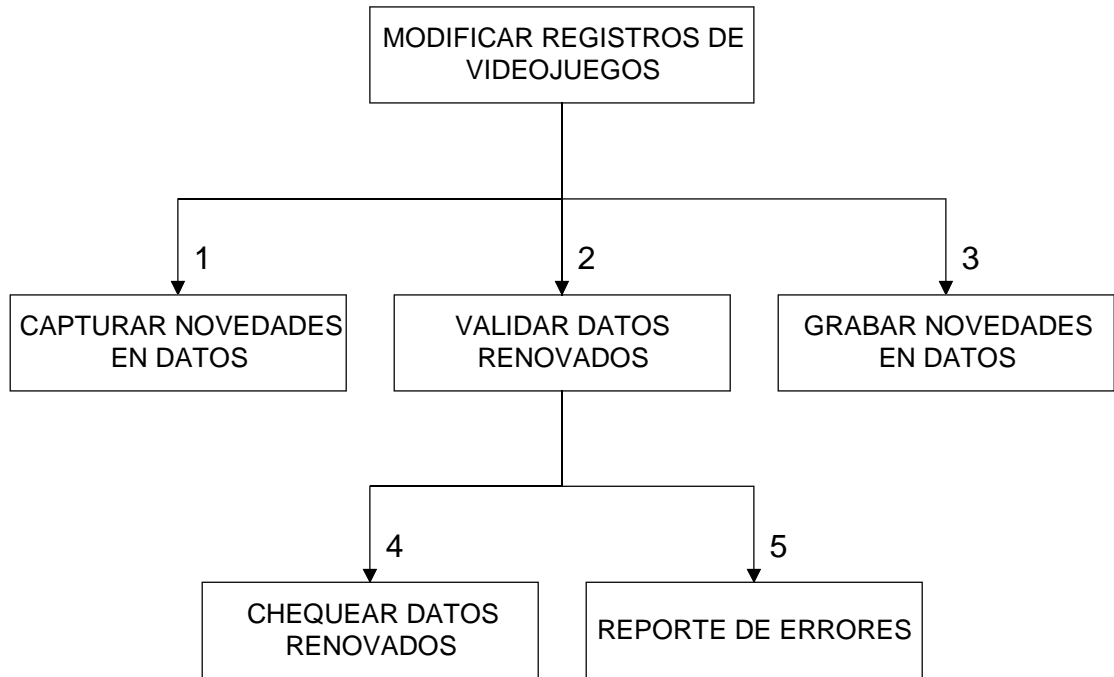 MODIFICAR REGISTROS DE
VIDEOJUEGOS
1
2
3
CAPTURAR NOVEDADES
EN DATOS
VALIDAR DATOS
RENOVADOS
GRABAR NOVEDADES
EN DATOS
4
5
CHEQUEAR DATOS
RENOVADOS
REPORTE DE ERRORES